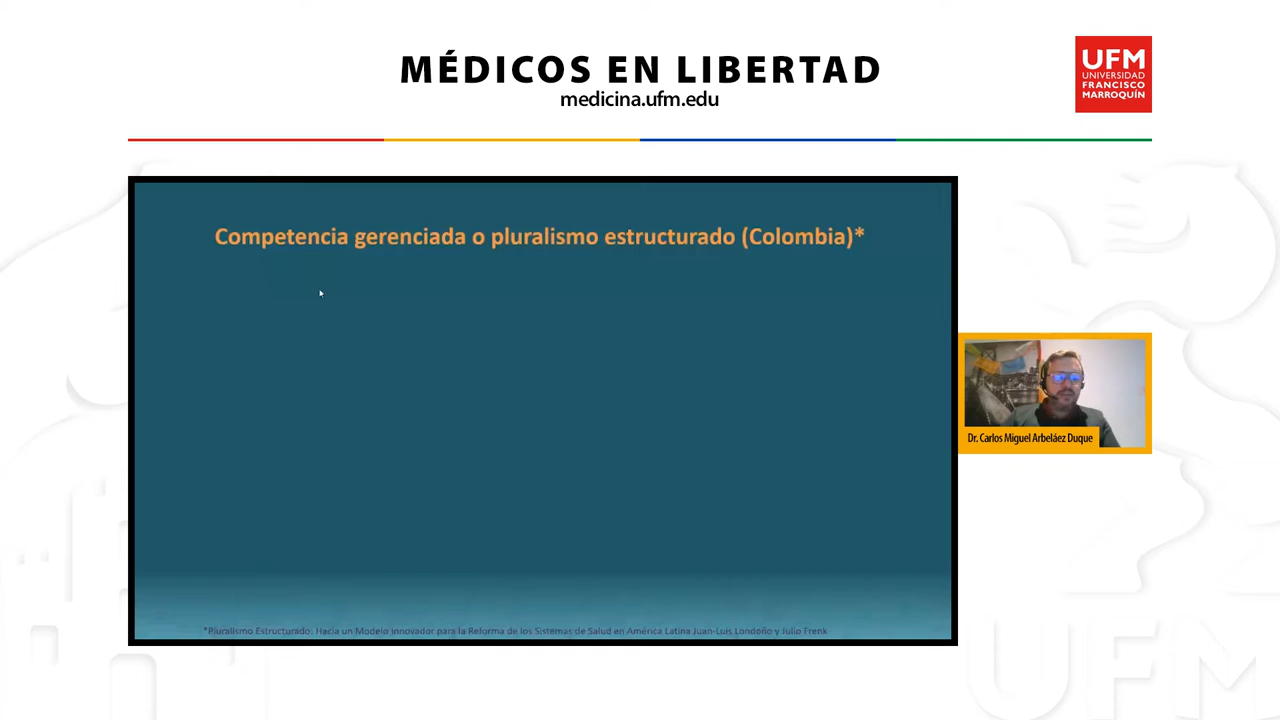 MÉDICOS EN LIBERTAD
medicina.ufm.edu
UFM
UNIVERSIDAD
FRANCISCO
MARROQUÍN
Competencia gerenciada o pluralismo estructurado (Colombia)*
Dr. Carlos Miguel Arbeláez Duque
*Pluralismo Estructurado: Hacia un Modelo innovador para la Reforma de los Sistemas de Salud en América Latina Juan-Luis Londoño y Julio Frenk
UFM